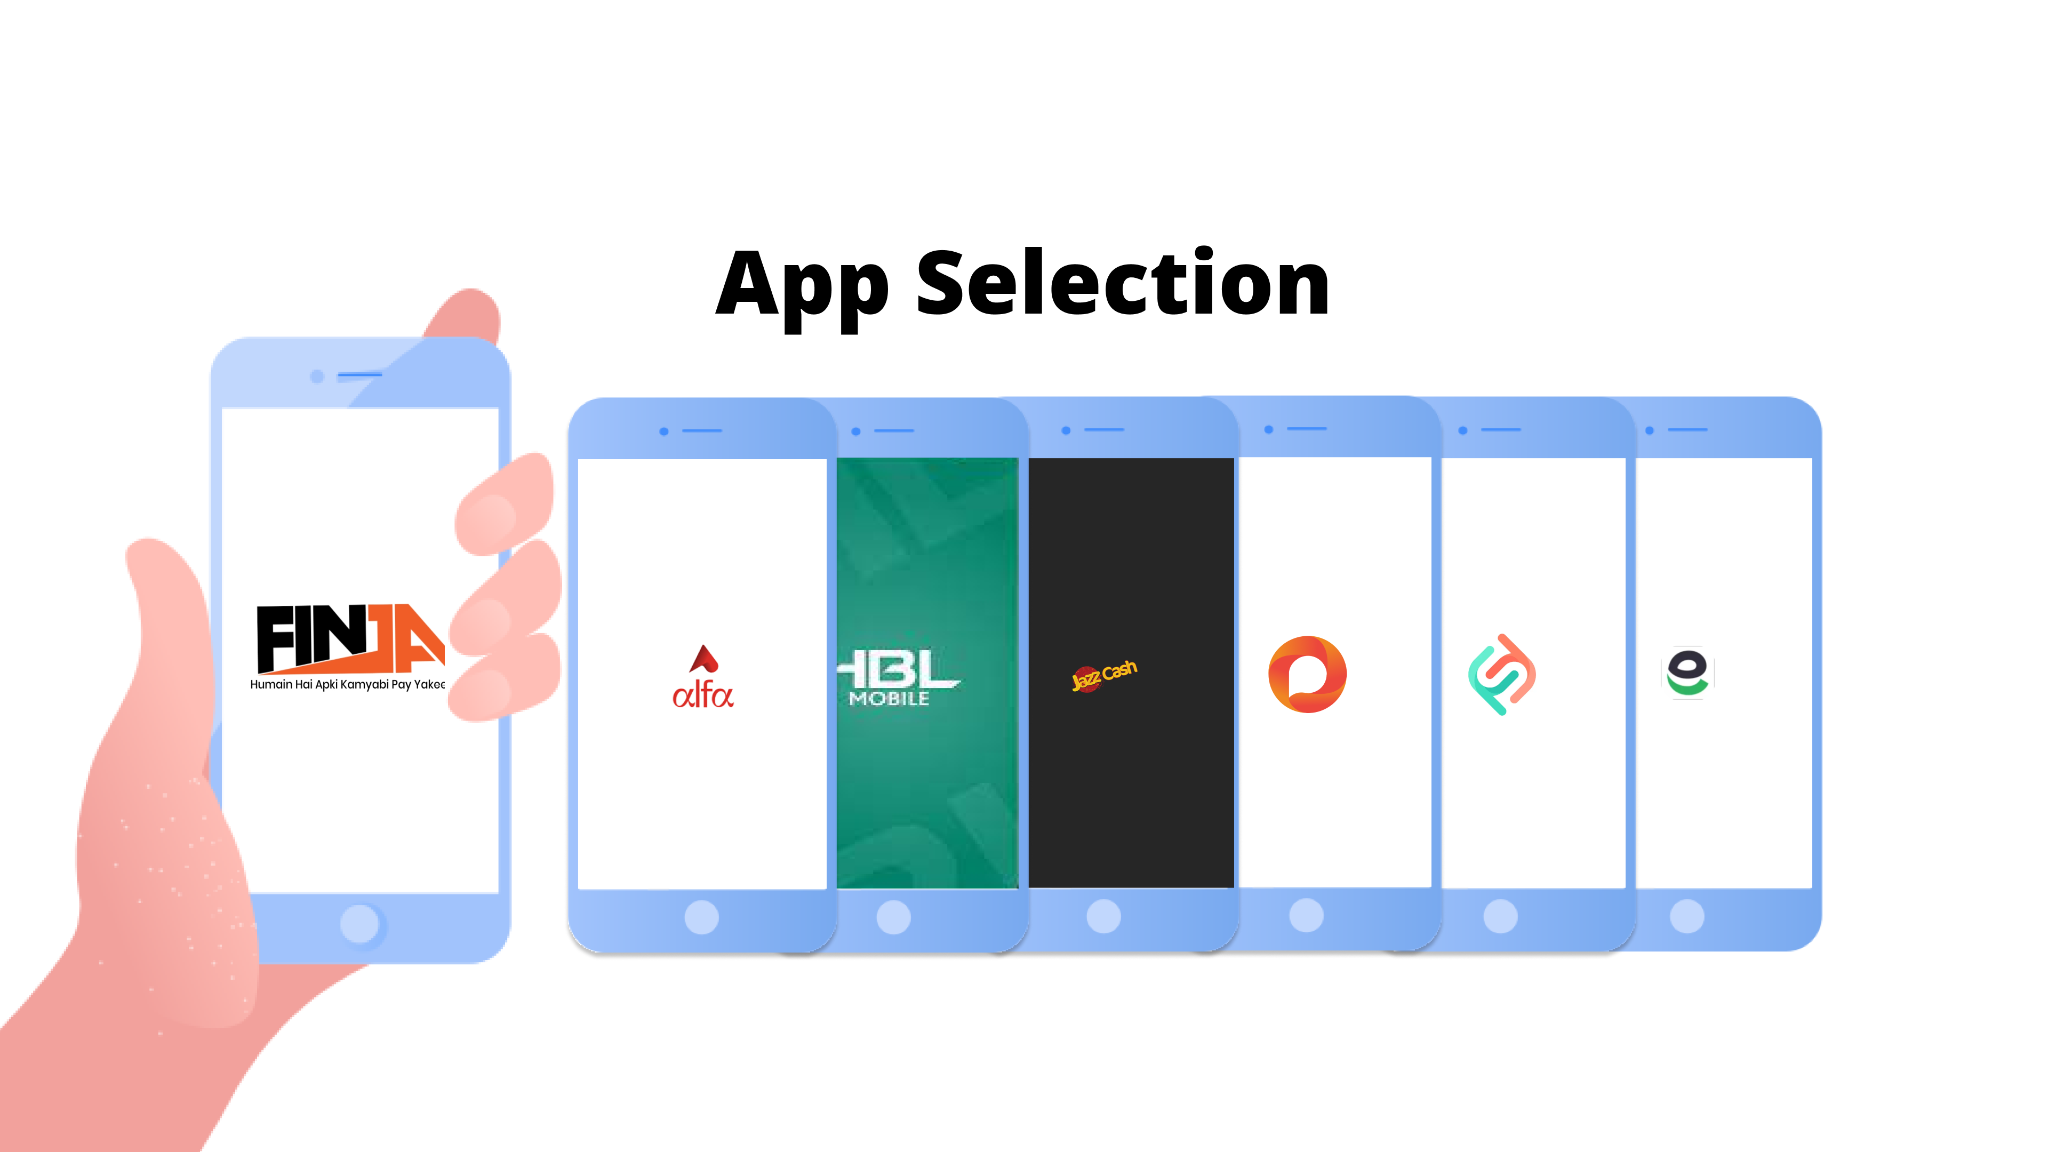 App Selection
FINJA
Humain Hai Apki Kamyabi Pay Yakee
alfa
HBL
MOBILE
Jazz Cash
e